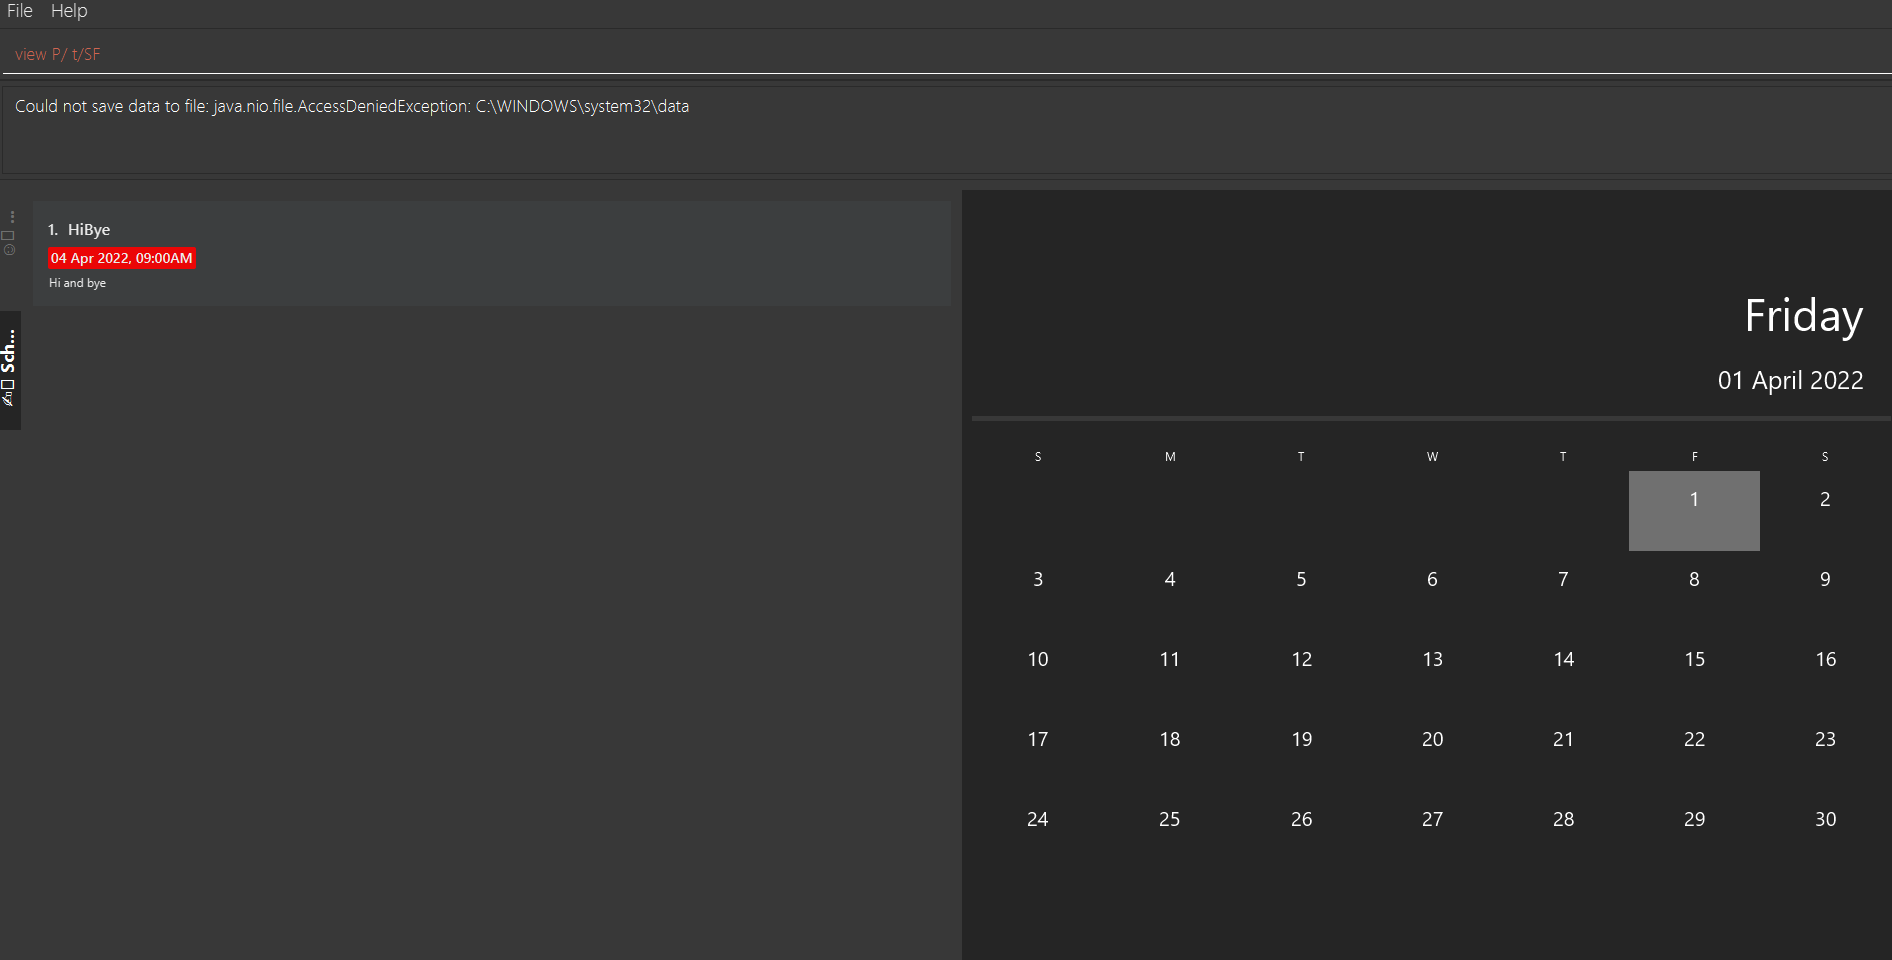 File Help
view P/ t/SF
Could not save data to file: java.nio.file.AccessDeniedException: C:\WINDOWS\system32\data
Sch...
1. HiBye
04 Apr 2022, 09:00AM
Hi and bye
Friday
01 April 2022
S M T W T F S
1 2
3 4 5 6 7 8 9
10 11 12 13 14 15 16
17 18 19 20 21 22 23
24 25 26 27 28 29 30